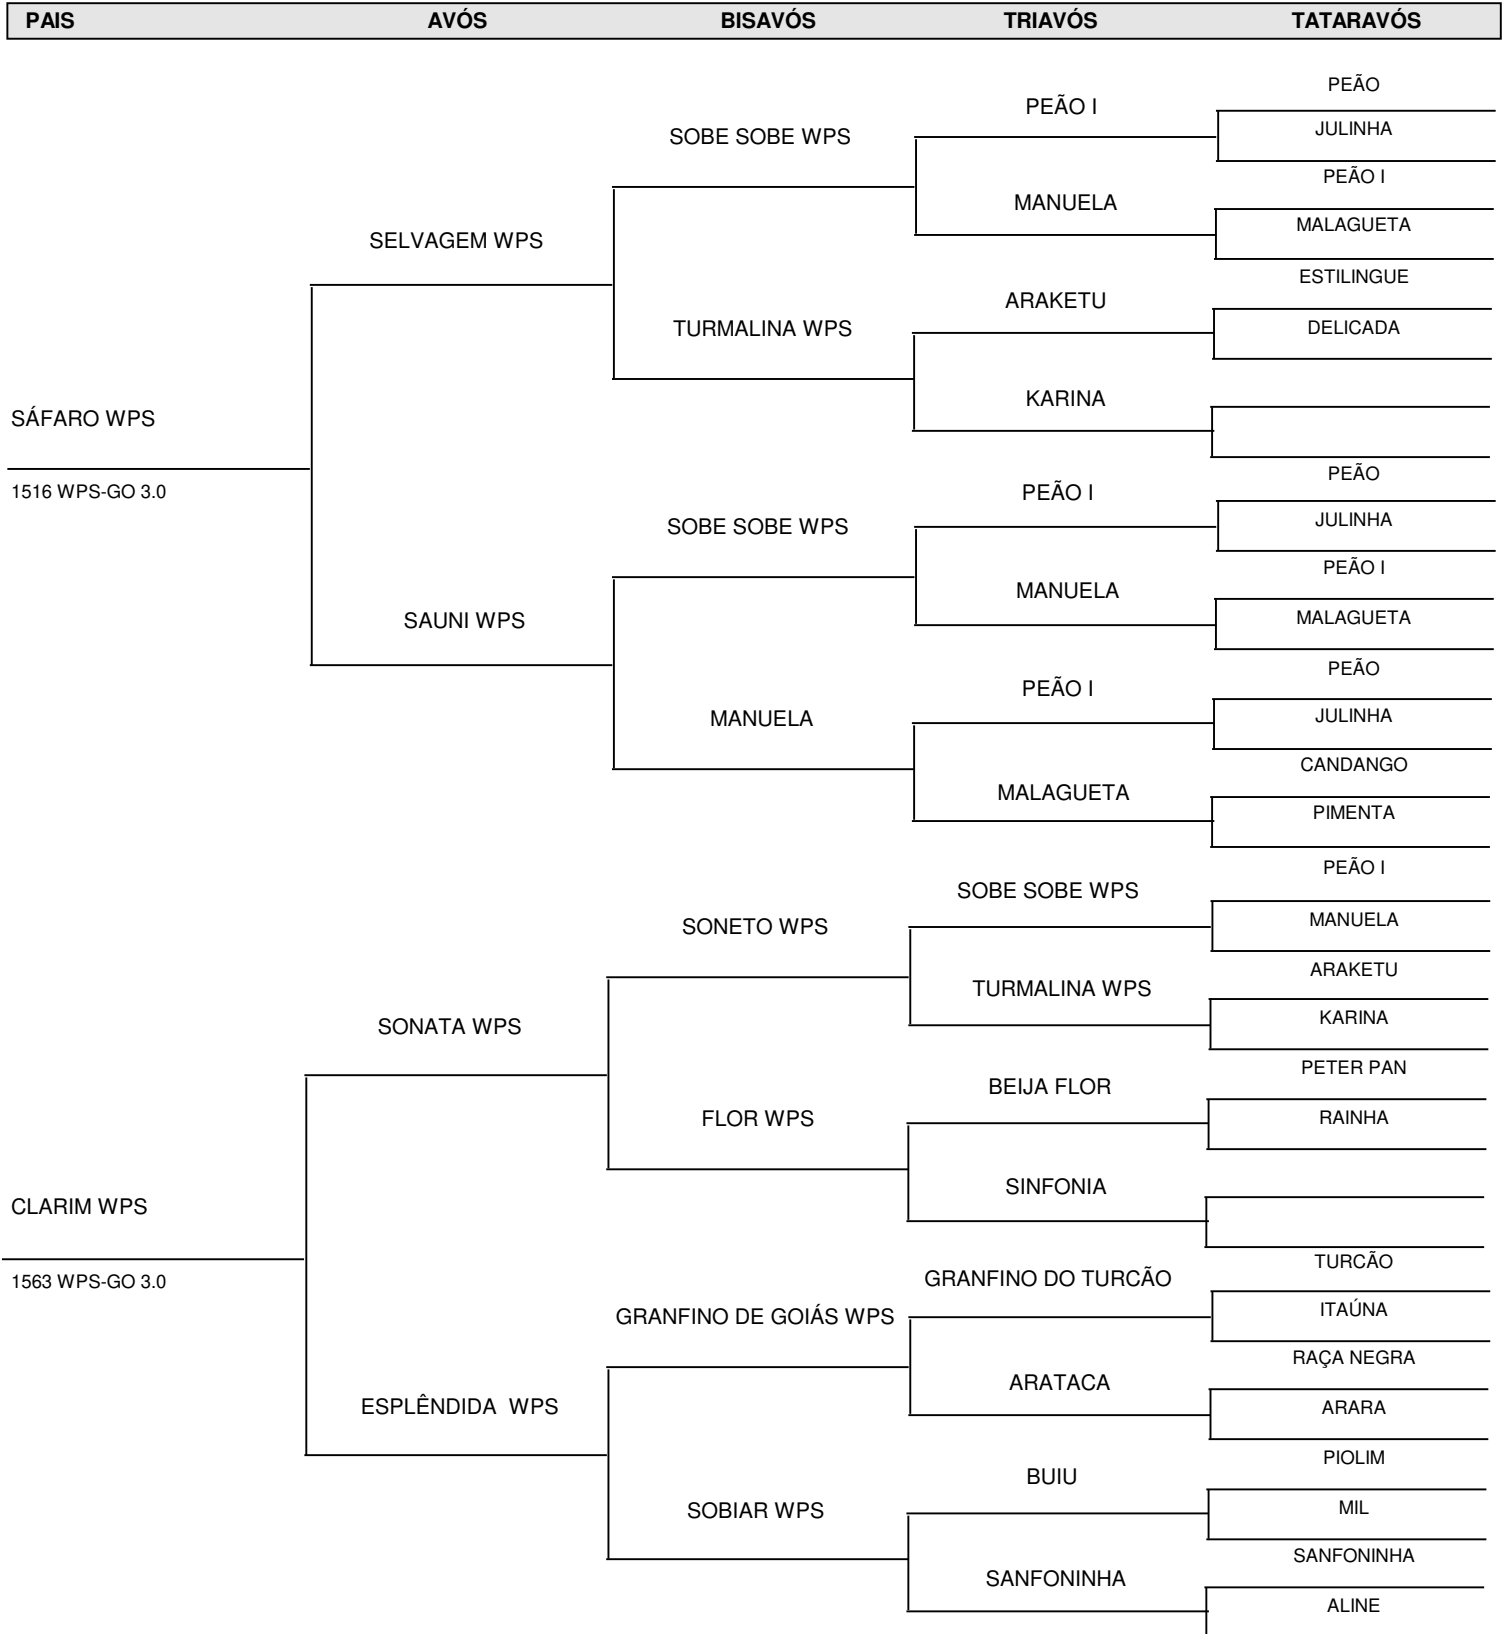 PAIS AVÓS BISAVÓS TRIAVÓS TATARAVÓS
PEÃO
PEÃO I
JULINHA
SOBE SOBE WPS
PEÃO I
MANUELA
MALAGUETA
SELVAGEM WPS
ESTILINGUE
ARAKETU
TURMALINA WPS
DELICADA
KARINA
SÁFARO WPS
PEÃO
1516 WPS-GO 3.0
PEÃO I
JULINHA
SOBE SOBE WPS
PEÃO I
MANUELA
MALAGUETA
SAUNI WPS
PEÃO
PEÃO I
JULINHA
MANUELA
CANDANGO
MALAGUETA
PIMENTA
PEÃO I
SOBE SOBE WPS
MANUELA
SONETO WPS
ARAKETU
TURMALINA WPS
KARINA
SONATA WPS
PETER PAN
BEIJA FLOR
RAINHA
FLOR WPS
SINFONIA
CLARIM WPS
TURCÃO
1563 WPS-GO 3.0
GRANFINO DO TURCÃO
ITAÚNA
GRANFINO DE GOIÁS WPS
RAÇA NEGRA
ARATACA
ARARA
ESPLÊNDIDA WPS
PIOLIM
BUIU
MIL
SOBIAR WPS
SANFONINHA
SANFONINHA
ALINE